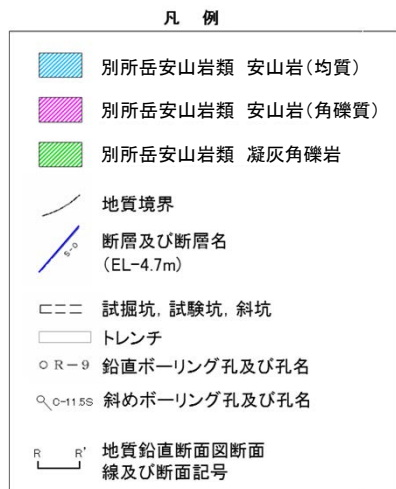 凡 例
別所岳安山岩類 安山岩(均質)
別所岳安山岩類 安山岩(角礫質)
別所岳安山岩類 凝灰角礫岩
地質境界
S-O 断層及び断層名
(EL-4.7m)
試掘坑, 試験坑, 斜坑
トレンチ
R-9 鉛直ボーリング孔及び孔名
C-11.5S 斜めボーリング孔及び孔名
R R' 地質鉛直断面図断面
線及び断面記号